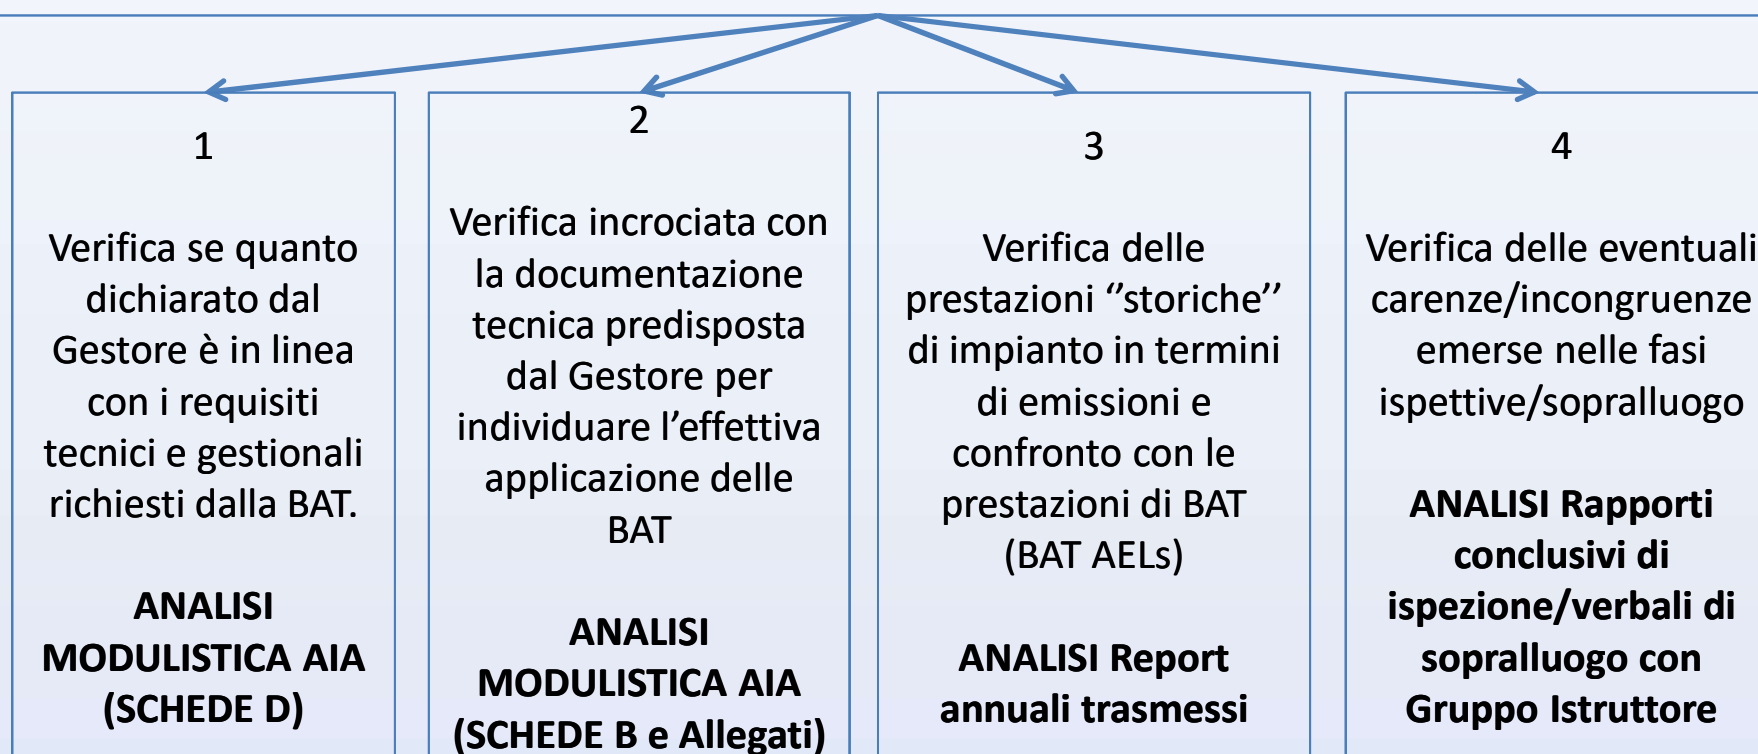 1
Verifica se quanto
dichiarato dal
Gestore è in linea
con i requisiti
tecnici e gestionali
richiesti dalla BAT.
ANALISI
MODULISTICA AIA
(SCHEDE D)
2
Verifica incrociata con
la documentazione
tecnica predisposta
dal Gestore per
individuare l’effettiva
applicazione delle
BAT
ANALISI
MODULISTICA AIA
(SCHEDE B e Allegati)
3
Verifica delle
prestazioni ‘’storiche’’
di impianto in termini
di emissioni e
confronto con le
prestazioni di BAT
(BAT AELs)
ANALISI Report
annuali trasmessi
4
Verifica delle eventuali
carenze/incongruenze
emerse nelle fasi
ispettive/sopralluogo
ANALISI Rapporti
conclusivi di
ispezione/verbali di
sopralluogo con
Gruppo Istruttore